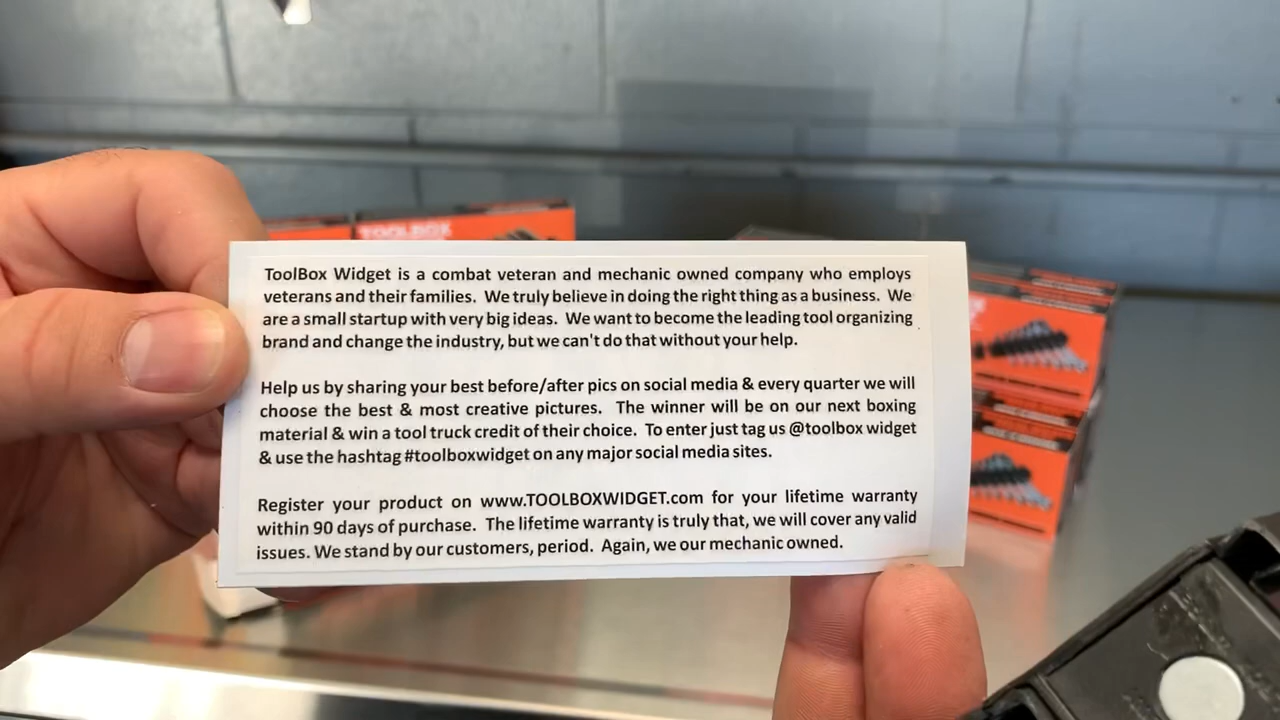 TOOLBOX
ToolBox Widget is a combat veteran and mechanic owned company who employs
veterans and their families. We truly believe in doing the right thing as a business. We
are a small startup with very big ideas. We want to become the leading tool organizing
brand and change the industry, but we can't do that without your help.
Help us by sharing your best before/after pics on social media & every quarter we will
choose the best & most creative pictures. The winner will be on our next boxing
material & win a tool truck credit of their choice. To enter just tag us @toolbox widget
& use the hashtag #toolboxwidget on any major social media sites.
Register your product on www.TOOLBOXWIDGET.com for your lifetime warranty
within 90 days of purchase. The lifetime warranty is truly that, we will cover any valid
issues. We stand by our customers, period. Again, we our mechanic owned.